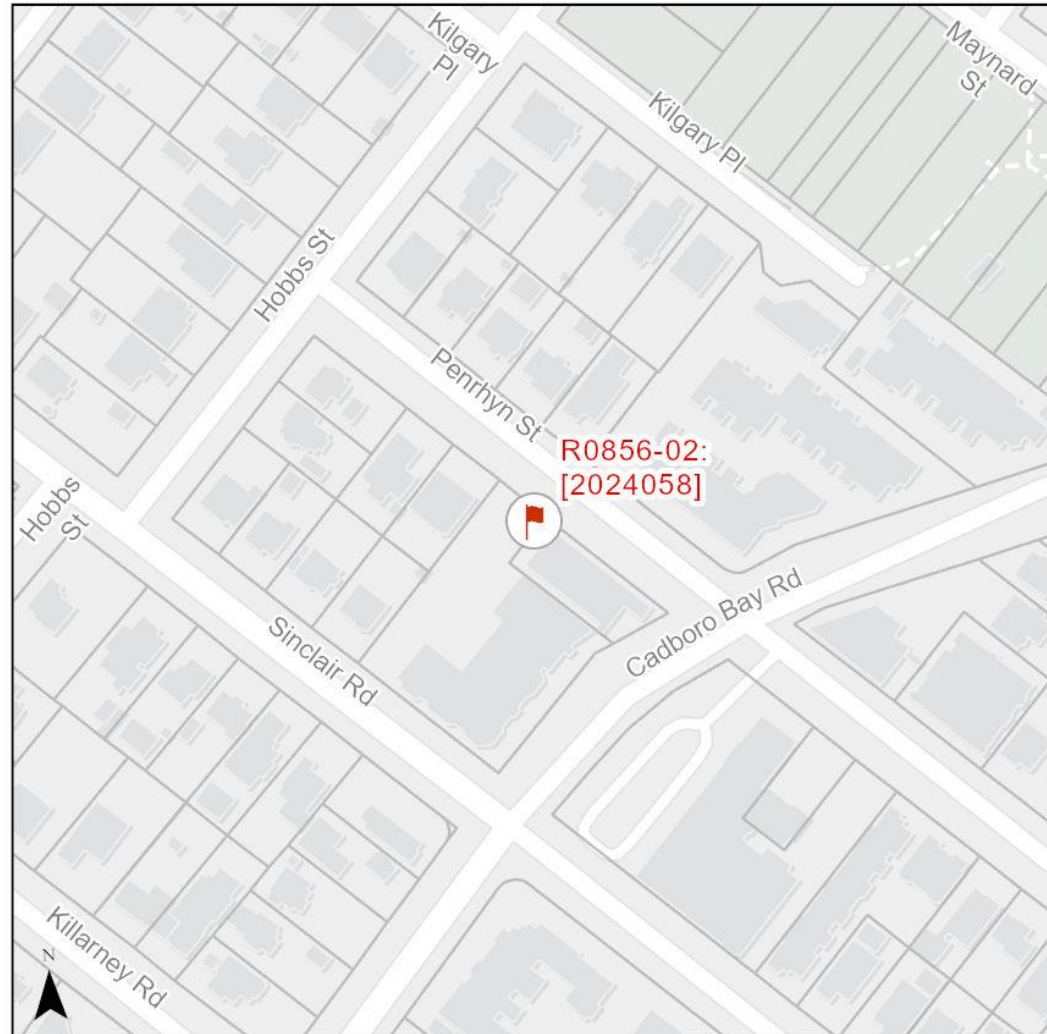 Kilgary
Pl
Maynard
St
Kilgary Pl
Hobbs St
Penrhyn St
R0856-02:
[2024058]
Hobbs
St
Cadboro Bay Rd
Sinclair Rd
Killarney Rd
N